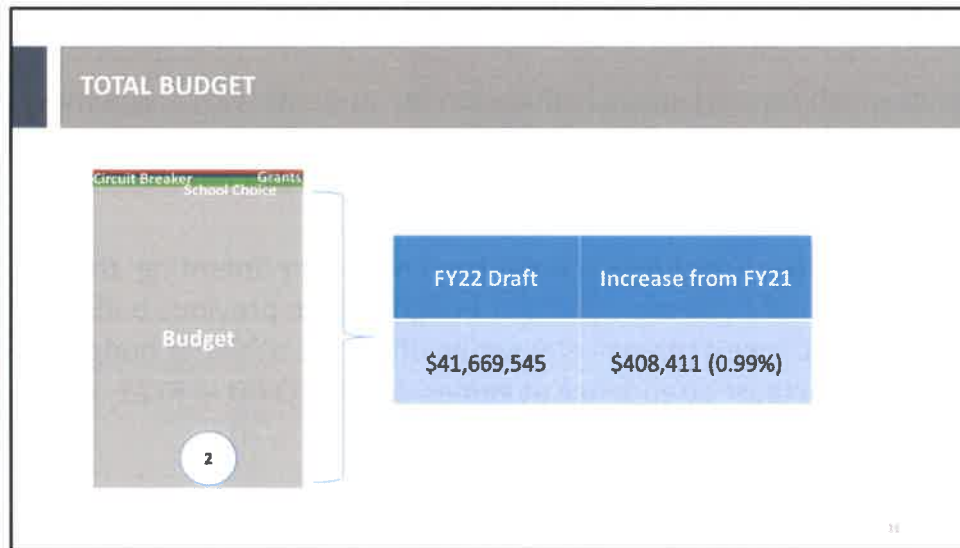 TOTAL BUDGET
Circuit Breaker Grants
School Choice
Budget
2
FY22 Draft Increase from FY21
$41,669,545 $408,411 (0.99%)